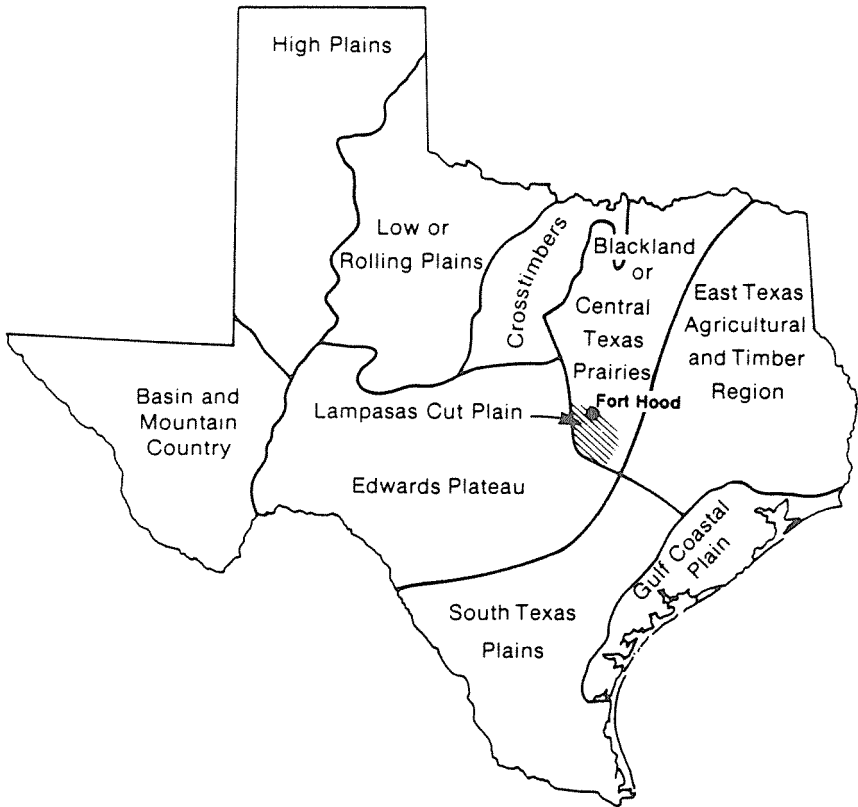 High Plains
Low or
Rolling Plains
Crosstimbers
Blackland
or
Central
Texas
Prairies
East Texas
Agricultural
and Timber
Region
Fort Hood
Basin and
Mountain
Country
Lampasas Cut Plain
Edwards Plateau
Gulf Coastal
Plain
South Texas
Plains